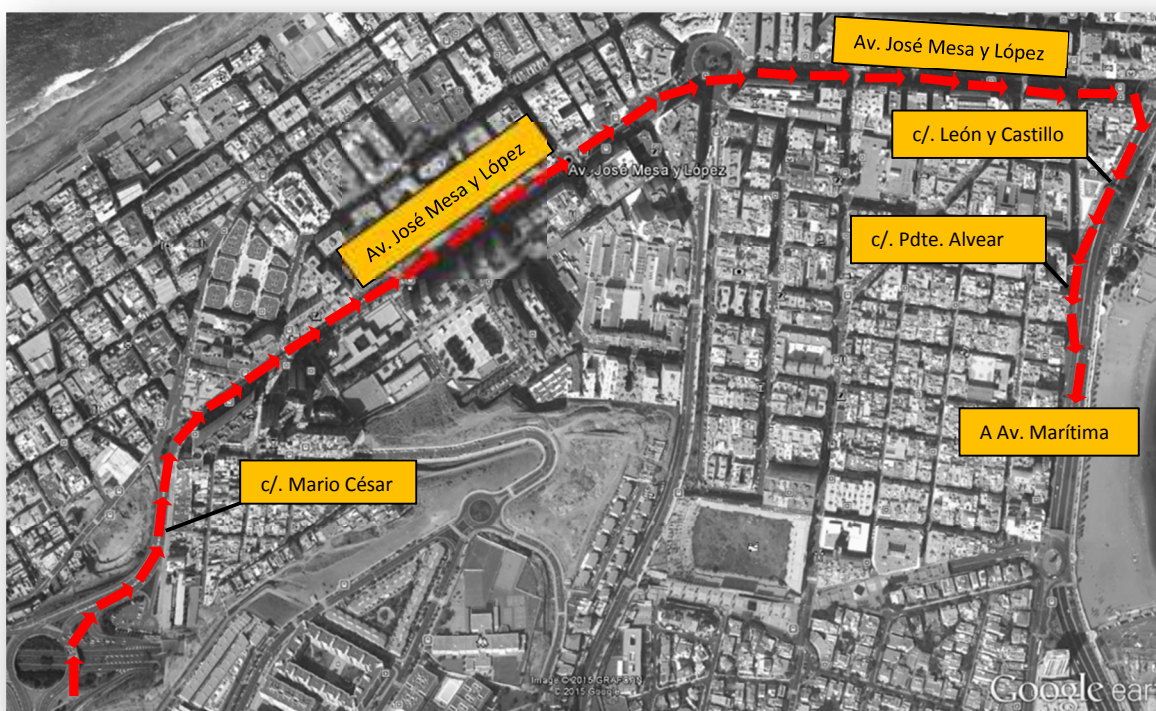 Av. José Mesa y López
c/. León y Castillo
Av. José Mesa y López
Av. José Mesa y López
c/. Pdte. Alvear
A Av. Marítima
c/. Mario César
Image © 2015 GRAFCAN
© 2015 Google
Google ear